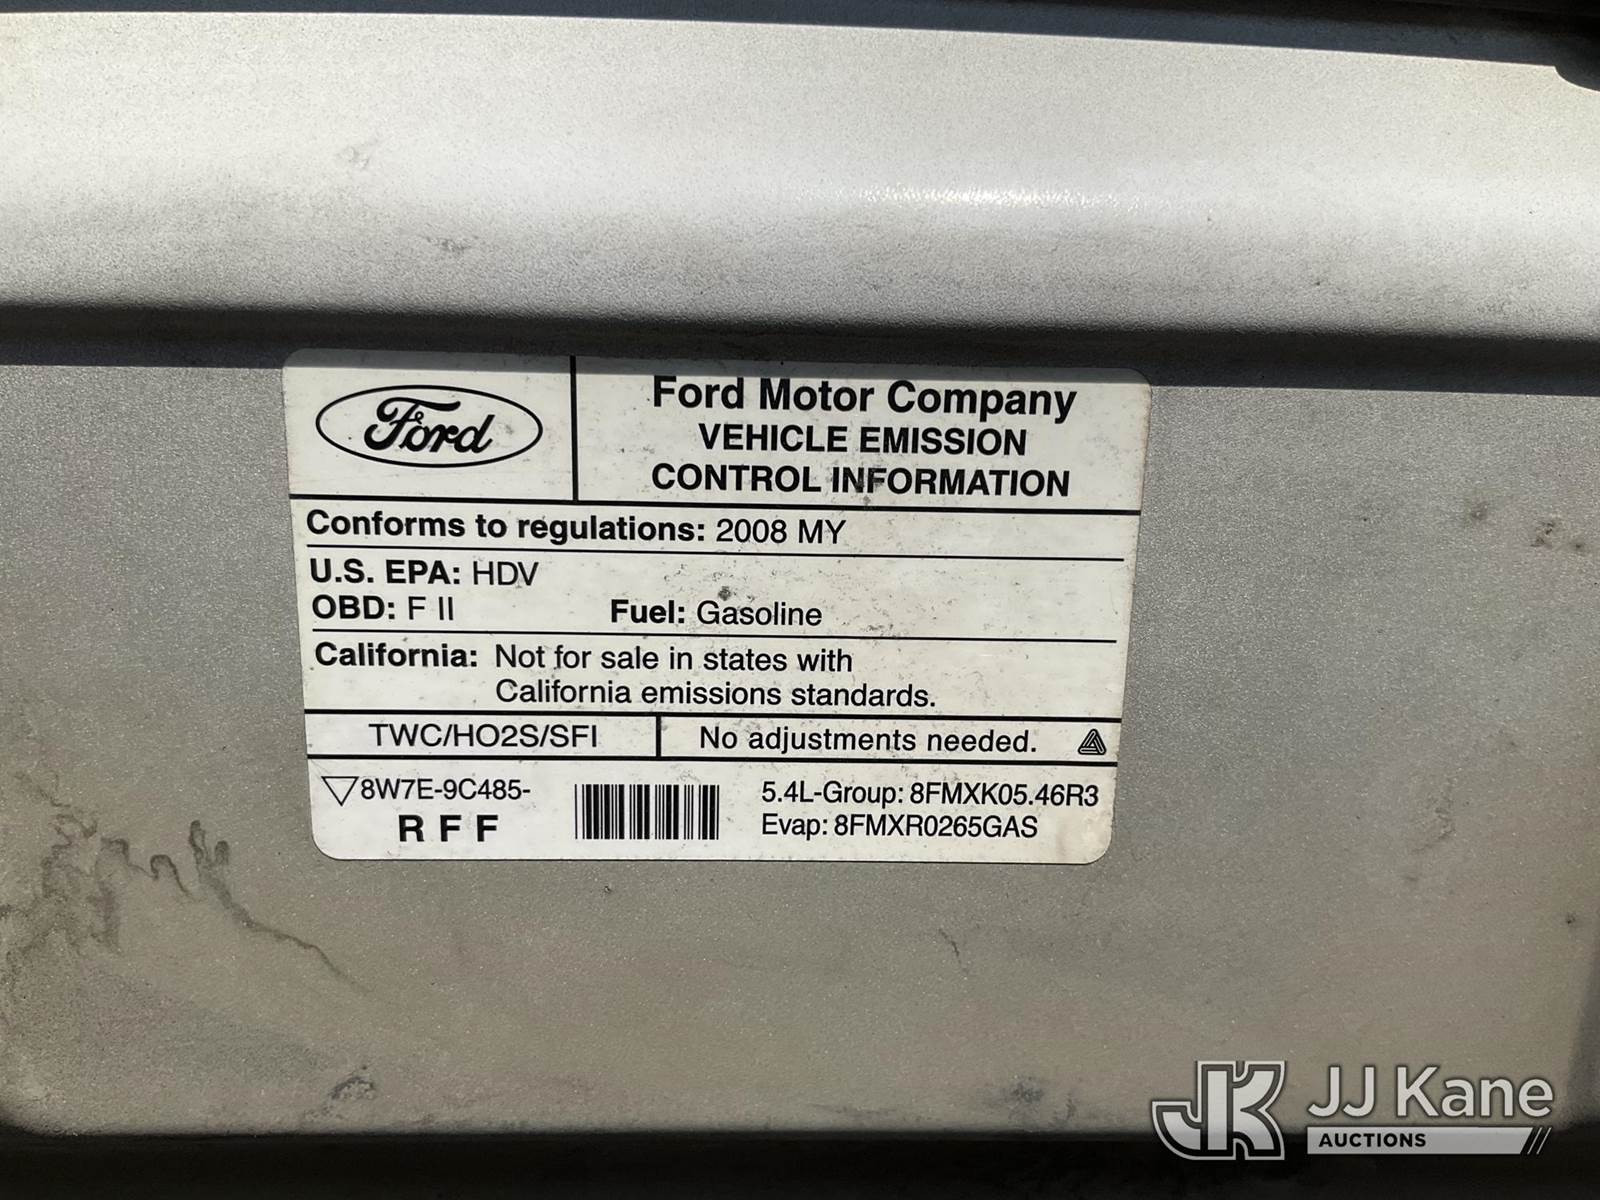 Ford
Ford Motor Company
VEHICLE EMISSION
CONTROL INFORMATION
Conforms to regulations: 2008 MY
U.S. EPA: HDV
OBD: F II Fuel: Gasoline
California: Not for sale in states with
California emissions standards.
TWC/HO2S/SFI No adjustments needed.
8W7E-9C485-
R F F
5.4L-Group: 8FMXK05.46R3
Evap: 8FMXR0265GAS
JK JJ Kane
AUCTIONS